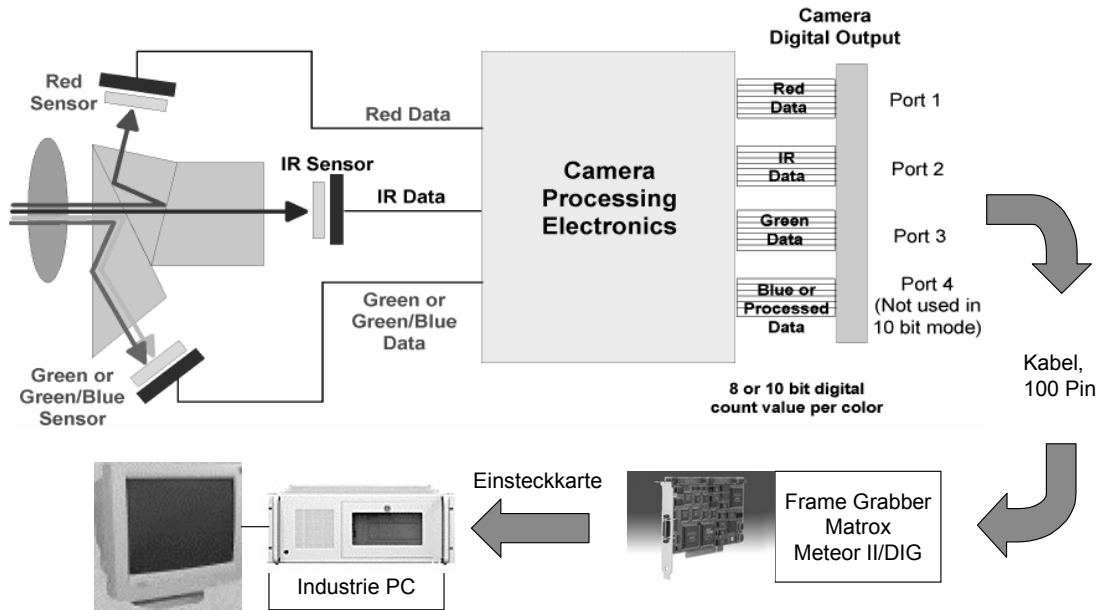 Camera
Digital Output
Red
Sensor
Red Data
Red
Data
Port 1
IR Sensor
IR Data
Camera
Processing
Electronics
IR
Data
Port 2
Green
Data
Port 3
Green or
Green/Blue
Data
Blue or
Processed
Data
Port 4
(Not used in
10 bit mode)
Green or
Green/Blue
Sensor
8 or 10 bit digital
count value per color
Kabel,
100 Pin
Einsteckkarte
Frame Grabber
Matrox
Meteor II/DIG
Industrie PC